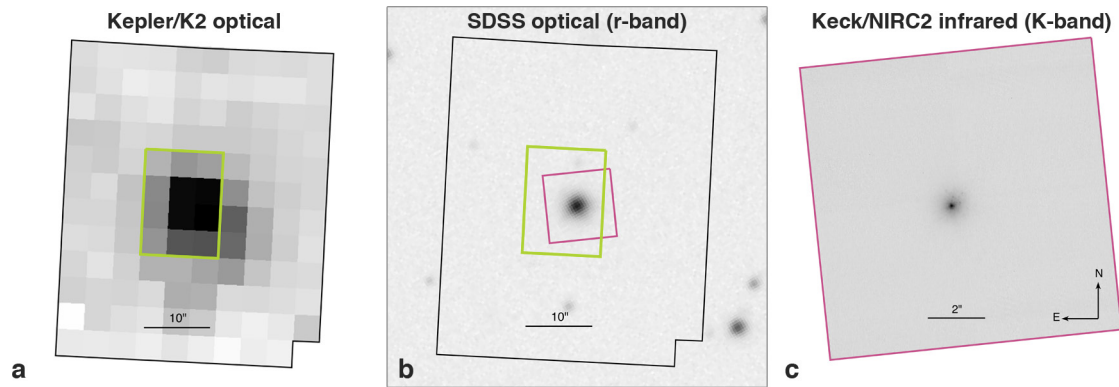 Kepler/K2 optical
SDSS optical (r-band)
Keck/NIRC2 infrared (K-band)
10"
10"
2"
N
E
a
b
c